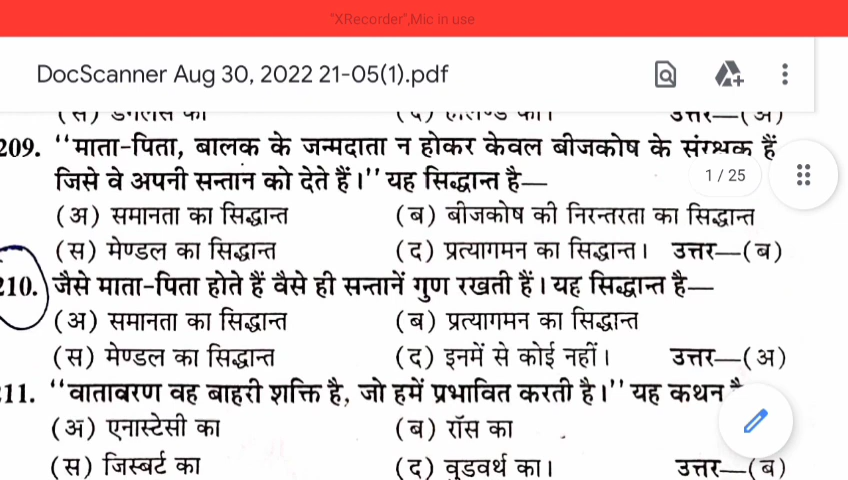 "XRecorder",Mic in use
DocScanner Aug 30, 2022 21-05(1).pdf
उत्तर—(अ)
209. ‘‘माता-पिता, बालक के जन्मदाता न होकर केवल बीजकोष के संरक्षक हैं
जिसे वे अपनी सन्तान को देते हैं।’’ यह सिद्धान्त है—
1 / 25
(अ) समानता का सिद्धान्त (ब) बीजकोष की निरन्तरता का सिद्धान्त
(स) मेण्डल का सिद्धान्त (द) प्रत्यागमन का सिद्धान्त। उत्तर—(ब)
210. जैसे माता-पिता होते हैं वैसे ही सन्तानें गुण रखती हैं। यह सिद्धान्त है—
(अ) समानता का सिद्धान्त (ब) प्रत्यागमन का सिद्धान्त
(स) मेण्डल का सिद्धान्त (द) इनमें से कोई नहीं। उत्तर—(अ)
211. ‘‘वातावरण वह बाहरी शक्ति है, जो हमें प्रभावित करती है।’’ यह कथन है
(अ) एनास्टेसी का (ब) रॉस का
(स) जिस्बर्ट का (द) वुडवर्थ का। उत्तर—(ब)